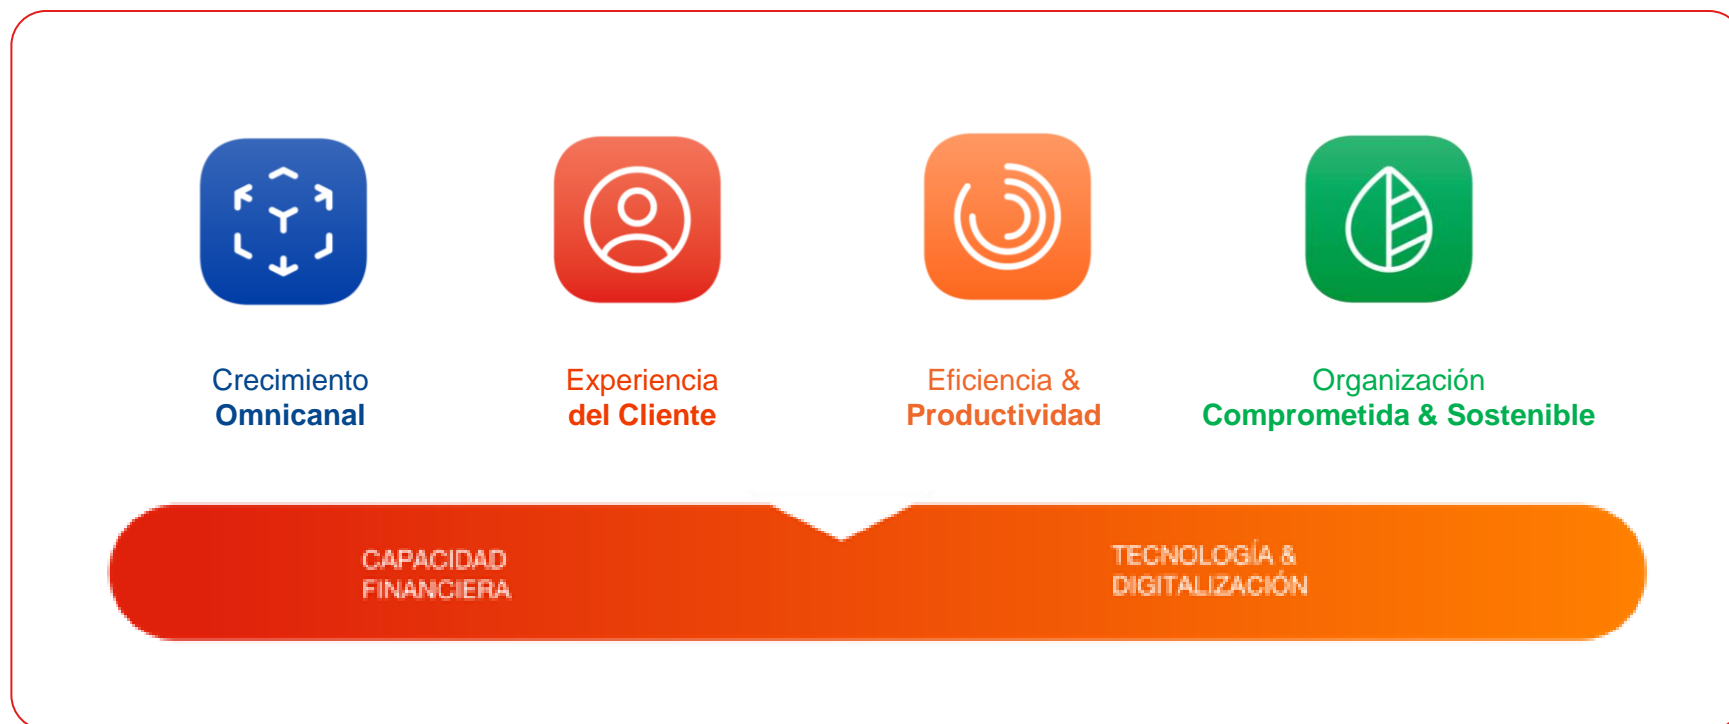 Crecimiento
Omnicanal
Experiencia
del Cliente
Eficiencia &
Productividad
Organización
Comprometida & Sostenible
CAPACIDAD
FINANCIERA
TECNOLOGÍA &
DIGITALIZACIÓN